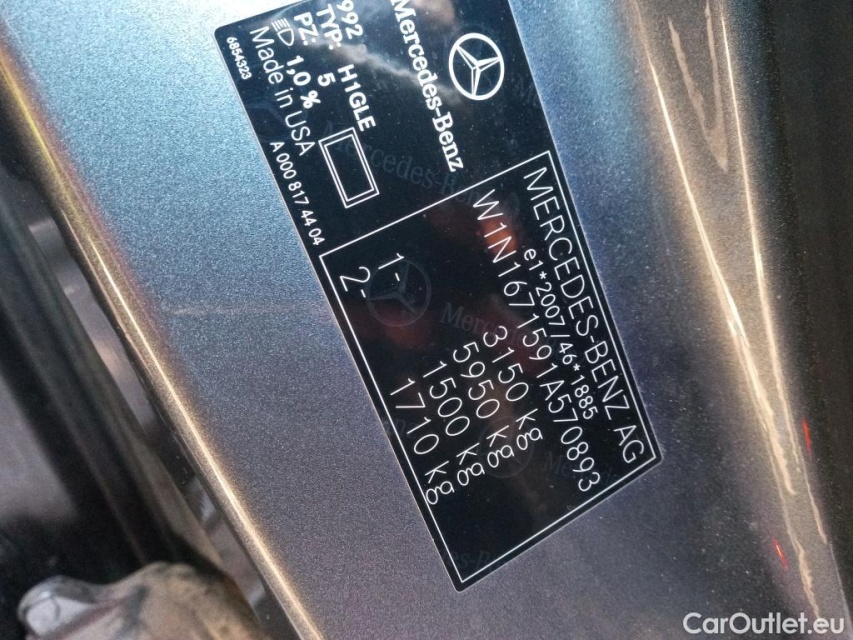 Mercedes-Benz
992
TYP: H1GLE
PZ: 5
1,0 %
Made in USA
6854323
A 000 817 44 04
MERCEDES-BENZ AG
e1*2007/46*1885
W1N1671591A570893
3150 kg
5950 kg
1- 1500 kg
2- 1710 kg
CarOutlet.eu